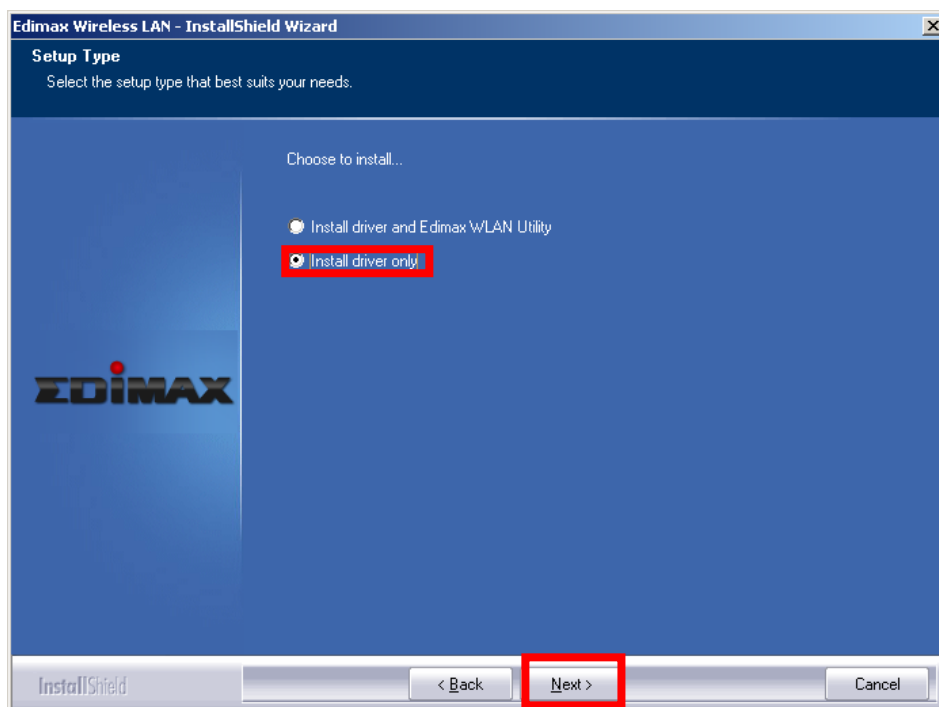 Edimax Wireless LAN - InstallShield Wizard
Setup Type
Select the setup type that best suits your needs.
Choose to install...
Install driver and Edimax WLAN Utility
Install driver only
EDIMAX
InstallShield
< Back
Next >
Cancel